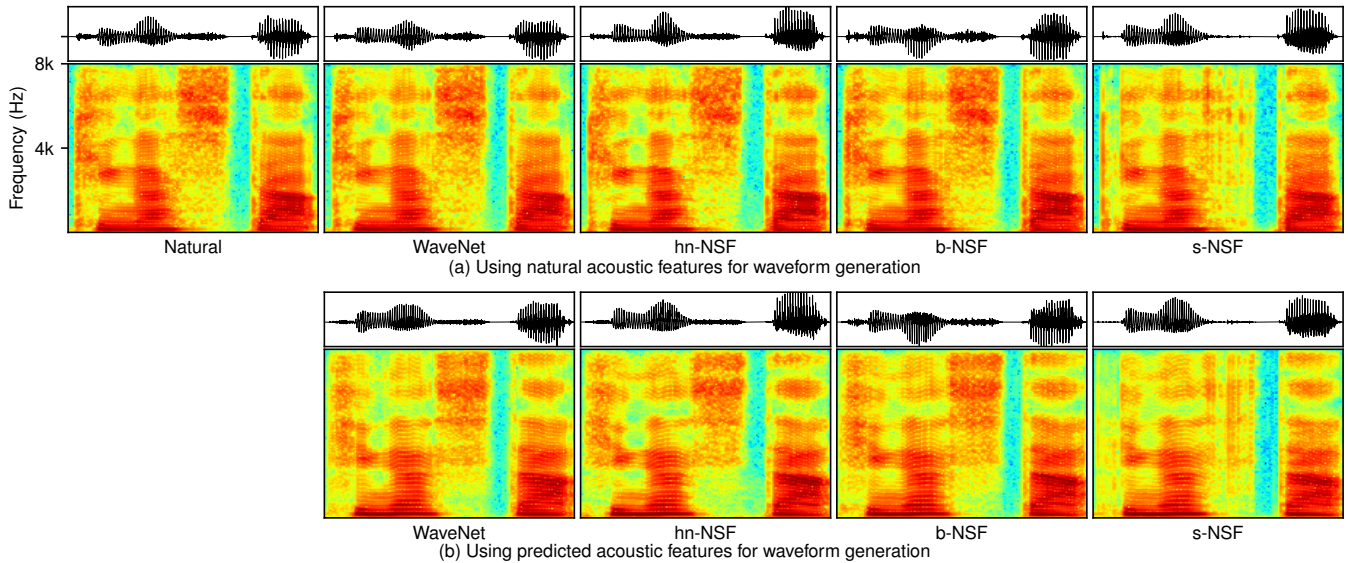 8k
4k
Frequency (Hz)
Natural WaveNet hn-NSF b-NSF s-NSF
(a) Using natural acoustic features for waveform generation
WaveNet hn-NSF b-NSF s-NSF
(b) Using predicted acoustic features for waveform generation